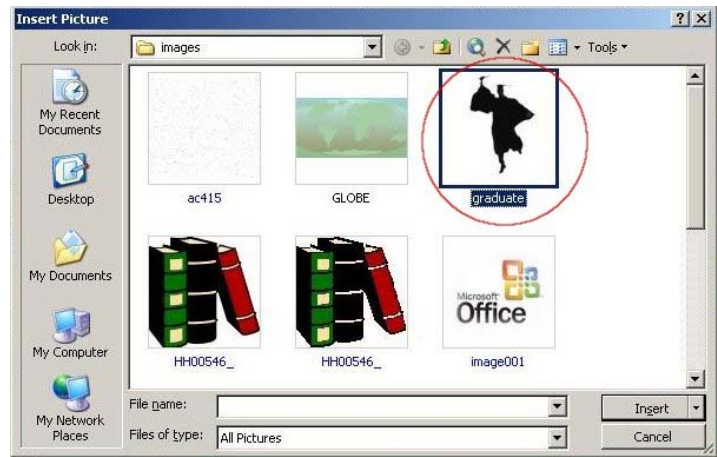 Insert Picture
Look in:
images
Tools
My Recent
Documents
Desktop
My Documents
My Computer
My Network
Places
ac415
GLOBE
graduate
HH00546_
HH00546_
Microsoft
Office
image001
File name:
Insert
Files of type:
All Pictures
Cancel